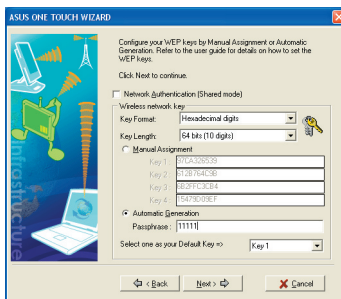 ASUS ONE TOUCH WIZARD
Configure your WEP keys by Manual Assignment or Automatic
Generation. Refer to the user guide for details on how to set the
WEP keys.
Click Next to continue.
Network Authentication (Shared mode)
Wireless network key
Key Format: Hexadecimal digits
Key Length: 64 bits (10 digits)
Manual Assignment
Key 1: 97CA326539
Key 2: 612B764C9B
Key 3: 6B2FFC3CB4
Key 4: 15479D09EF
Automatic Generation
Passphrase : 11111
Select one as your Default Key => Key 1
< Back Next > Cancel
infrastructure